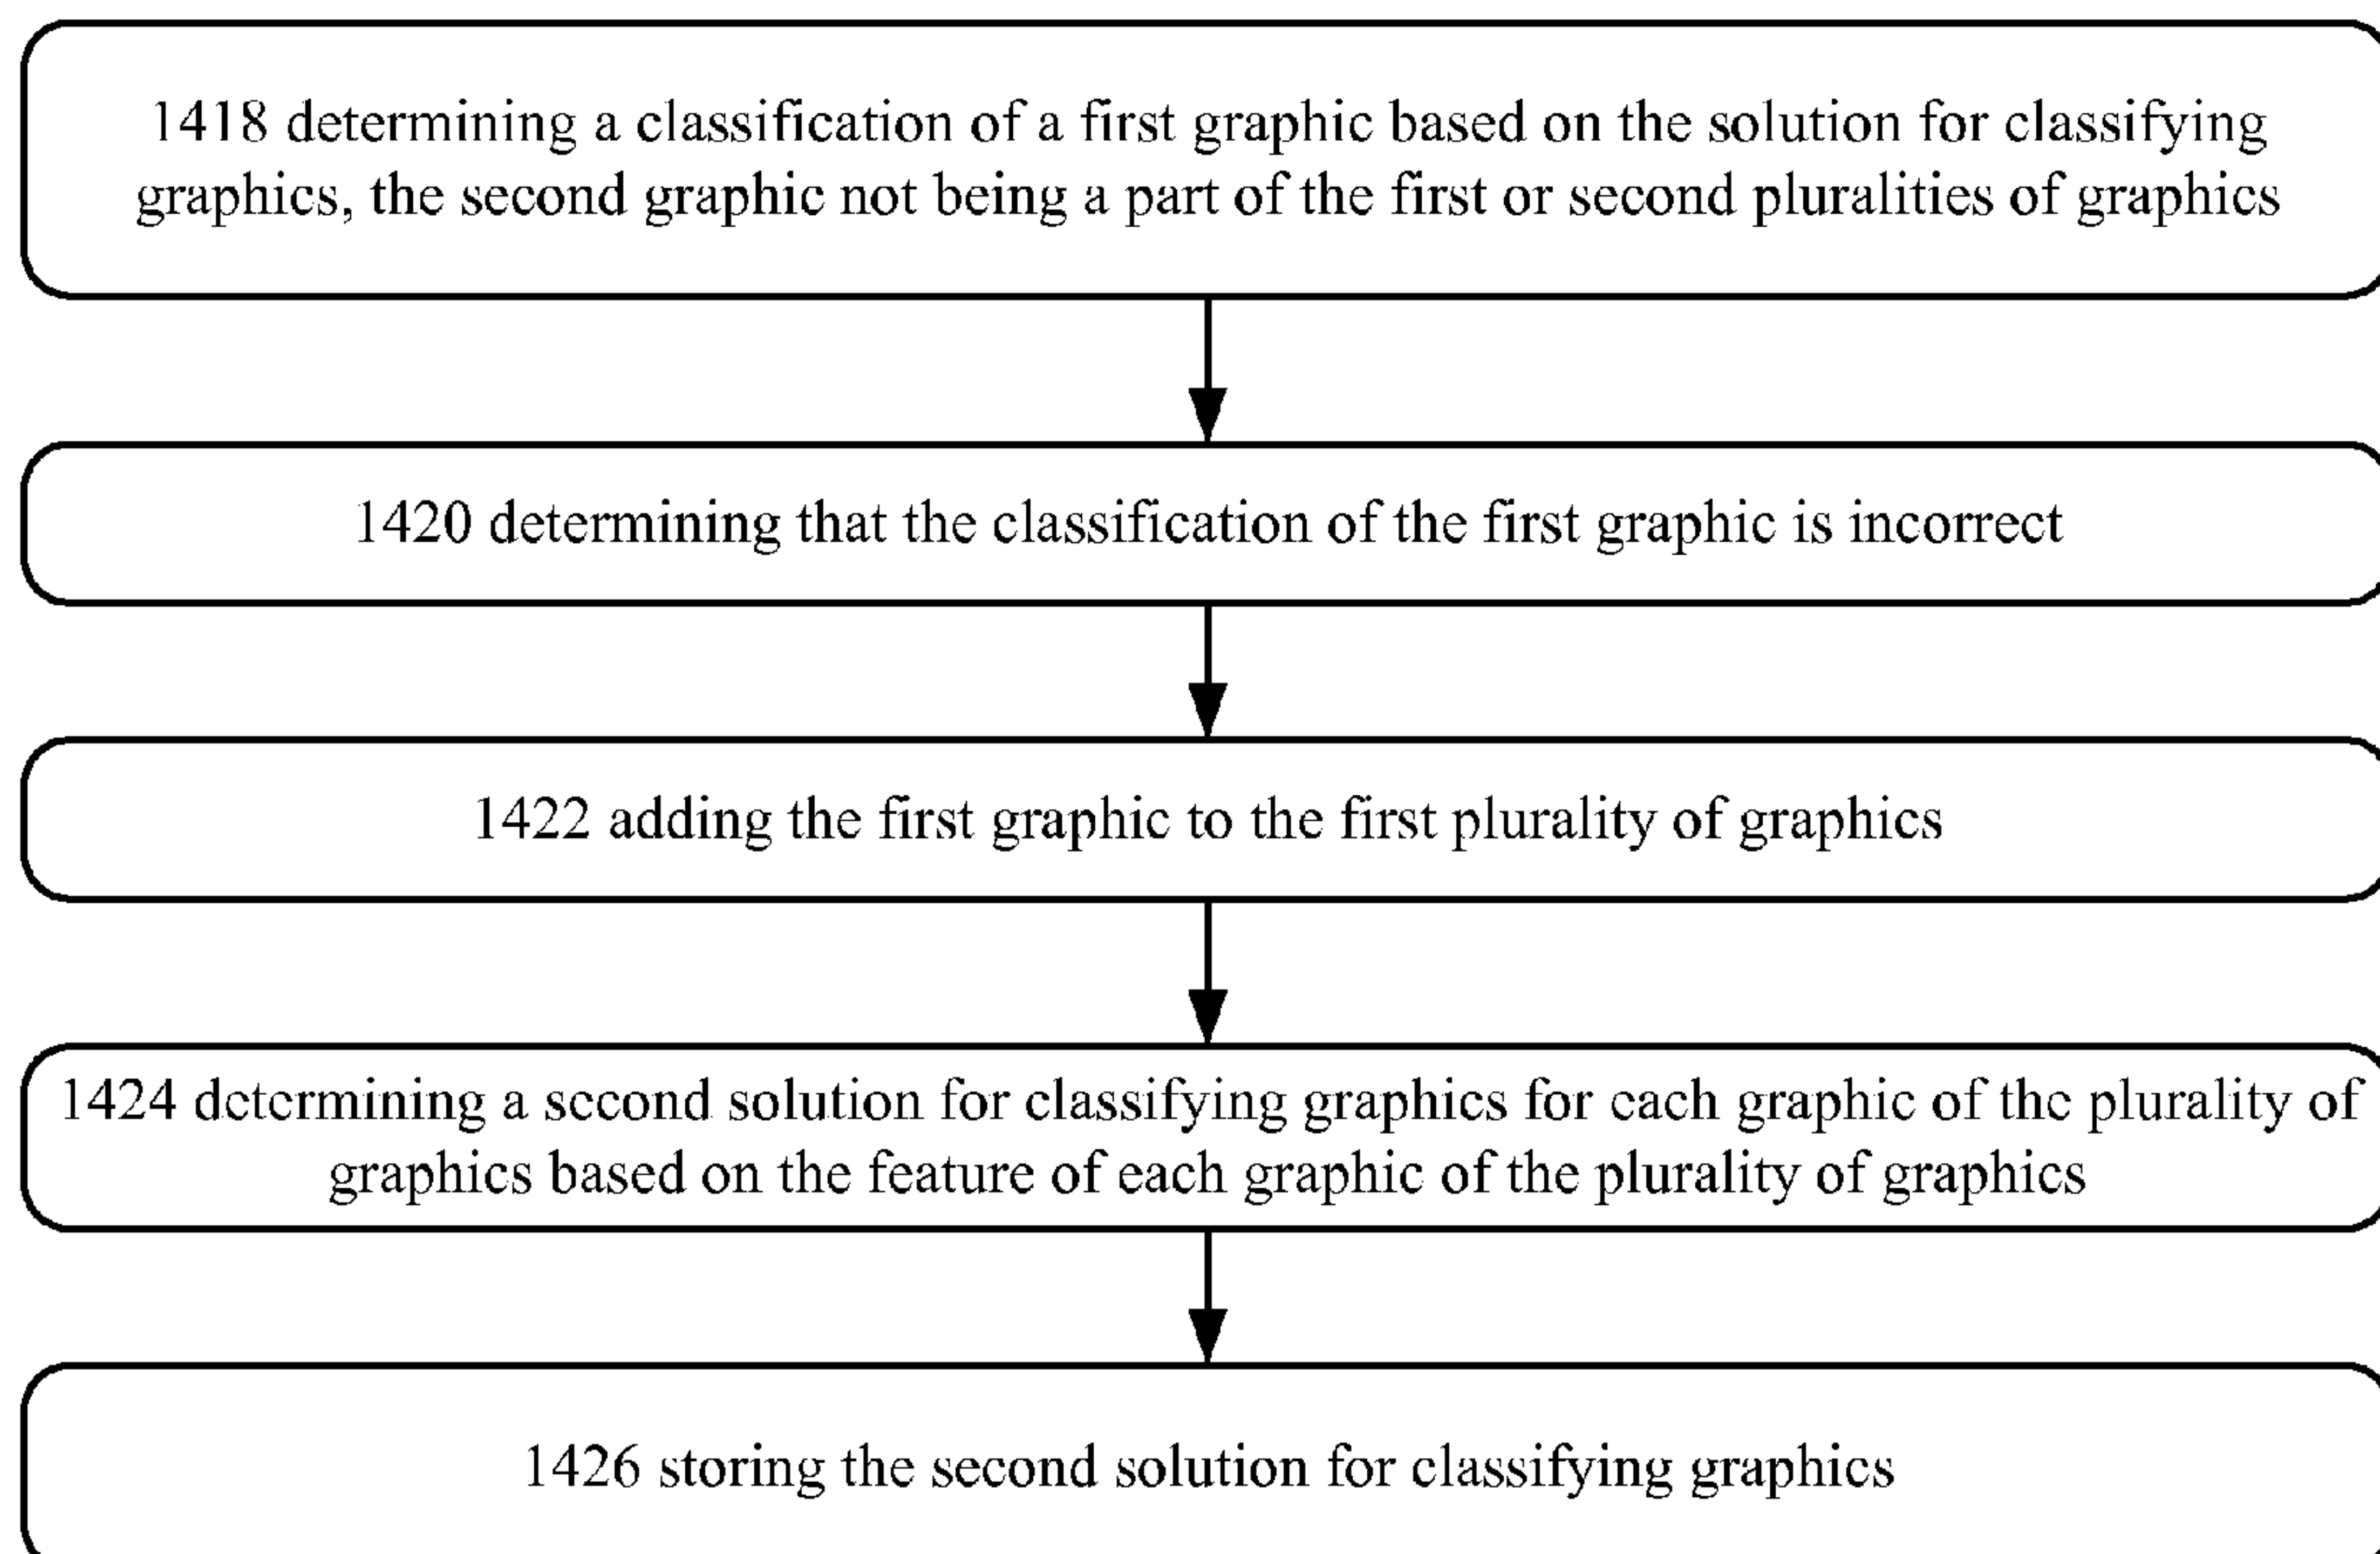 1418 determining a classification of a first graphic based on the solution for classifying
graphics, the second graphic not being a part of the first or second pluralities of graphics
1420 determining that the classification of the first graphic is incorrect
1422 adding the first graphic to the first plurality of graphics
1424 determining a second solution for classifying graphics for each graphic of the plurality of
graphics based on the feature of each graphic of the plurality of graphics
1426 storing the second solution for classifying graphics